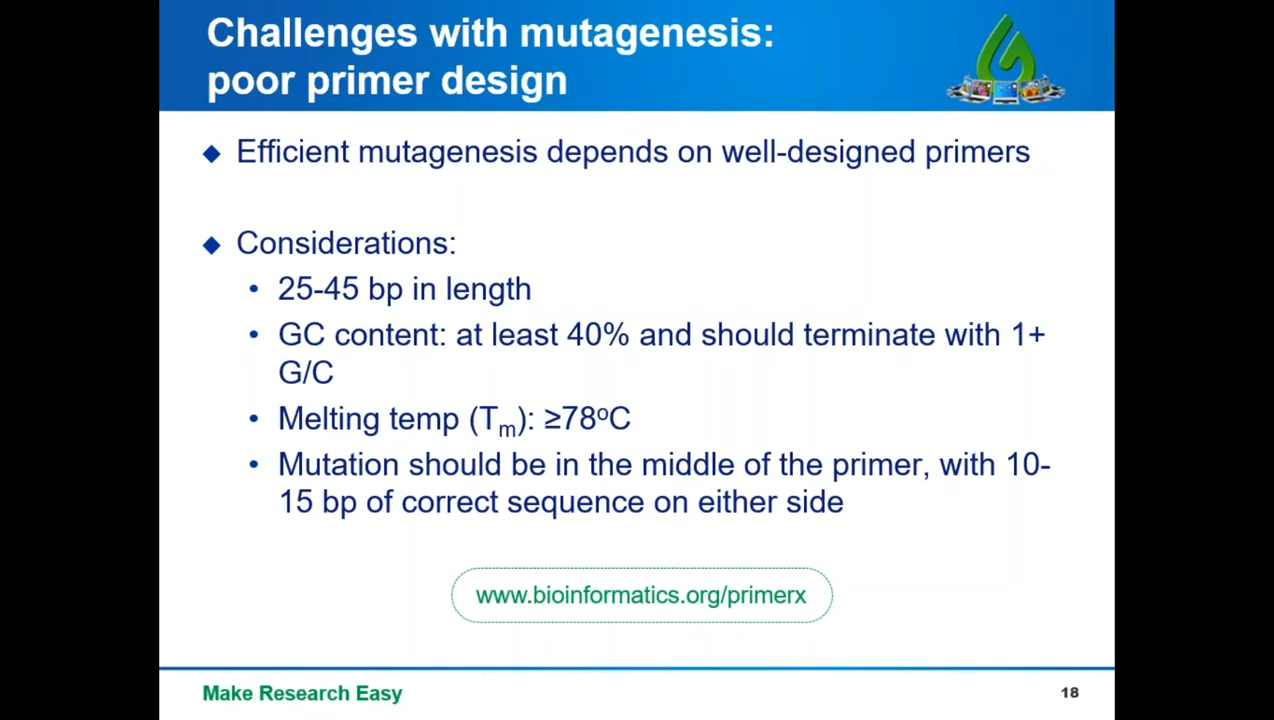 Challenges with mutagenesis:
poor primer design
◆ Efficient mutagenesis depends on well-designed primers
◆ Considerations:
• 25-45 bp in length
• GC content: at least 40% and should terminate with 1+
G/C
• Melting temp (Tm): ≥78ºC
• Mutation should be in the middle of the primer, with 10-
15 bp of correct sequence on either side
www.bioinformatics.org/primerx
Make Research Easy
18